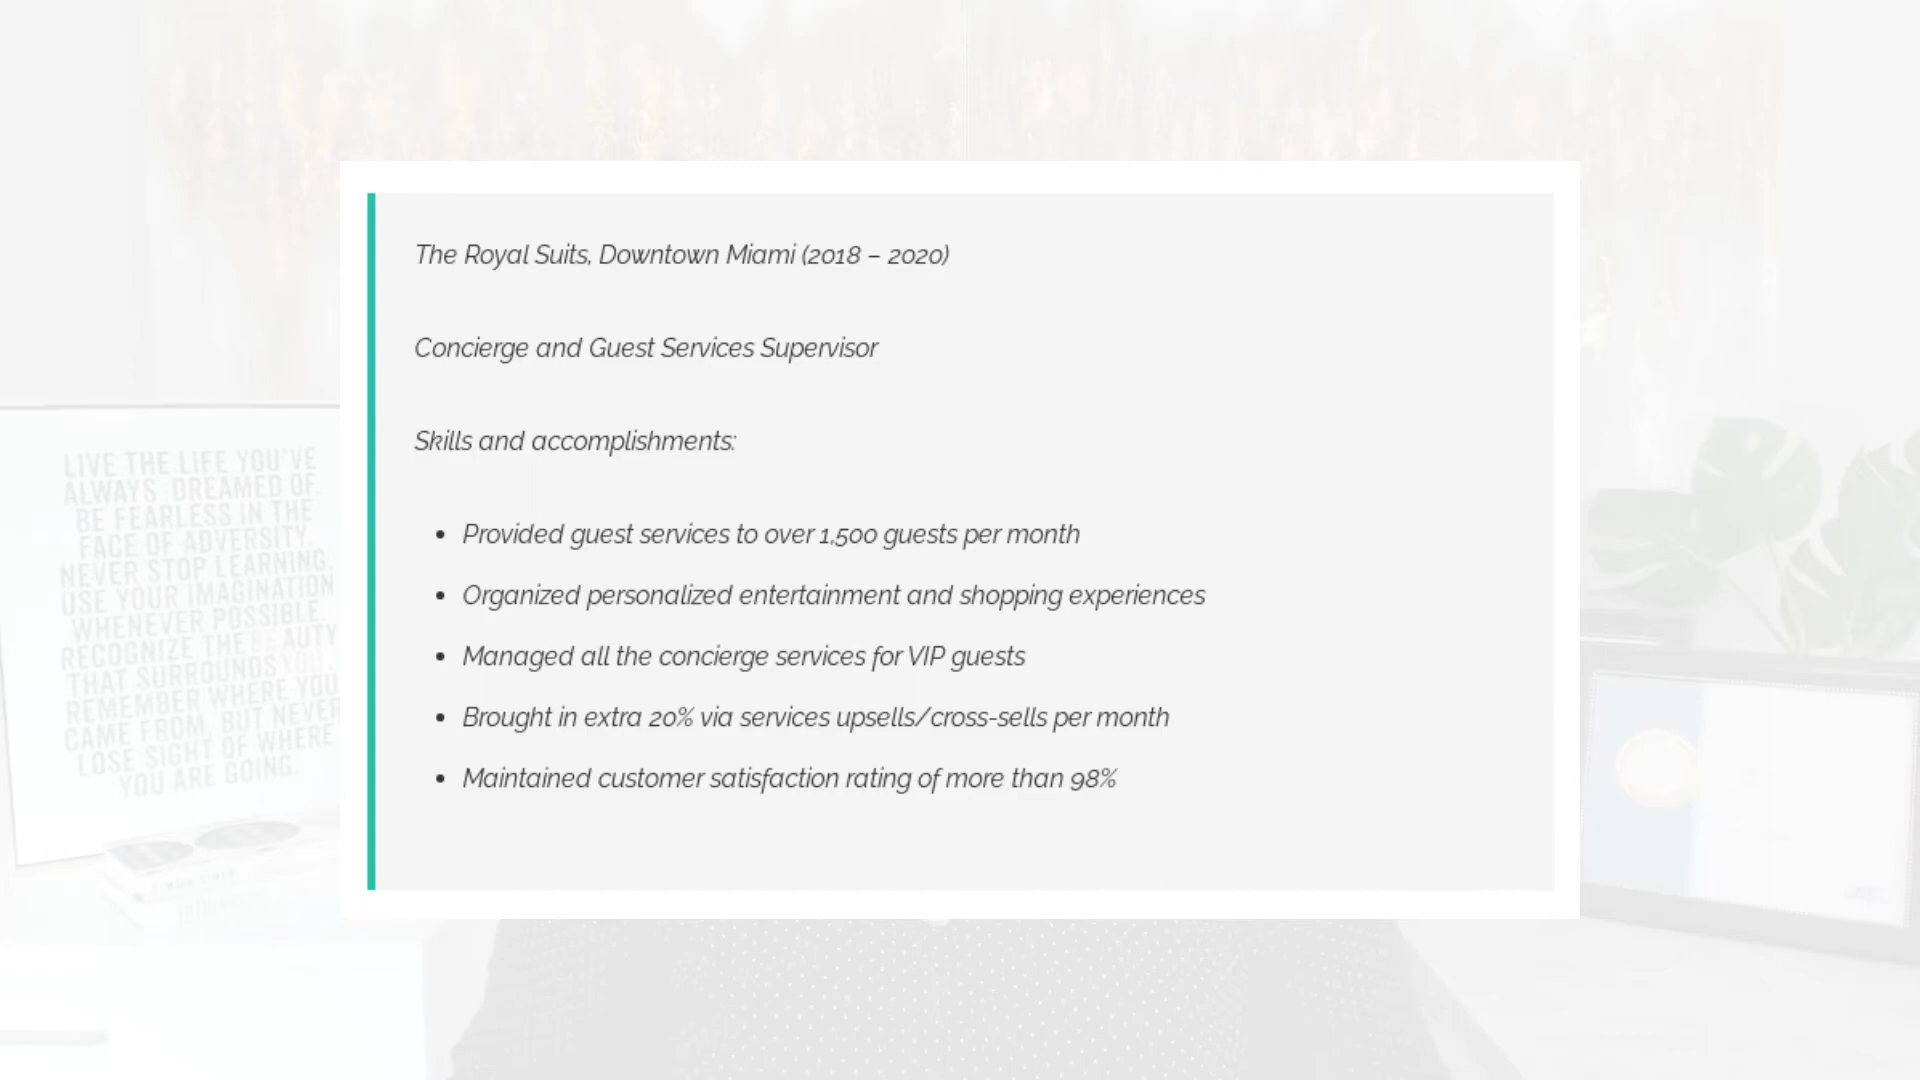 The Royal Suits, Downtown Miami (2018 – 2020)
Concierge and Guest Services Supervisor
Skills and accomplishments:
• Provided guest services to over 1,500 guests per month
• Organized personalized entertainment and shopping experiences
• Managed all the concierge services for VIP guests
• Brought in extra 20% via services upsells/cross-sells per month
• Maintained customer satisfaction rating of more than 98%
LIVE THE LIFE YOU'VE
ALWAYS DREAMED OF.
BE FEARLESS IN THE
FACE OF ADVERSITY.
NEVER STOP LEARNING.
USE YOUR IMAGINATION
WHENEVER POSSIBLE.
RECOGNIZE THE BEAUTY
THAT SURROUNDS YOU.
REMEMBER WHERE YOU
CAME FROM, BUT NEVER
LOSE SIGHT OF WHERE
YOU ARE GOING.